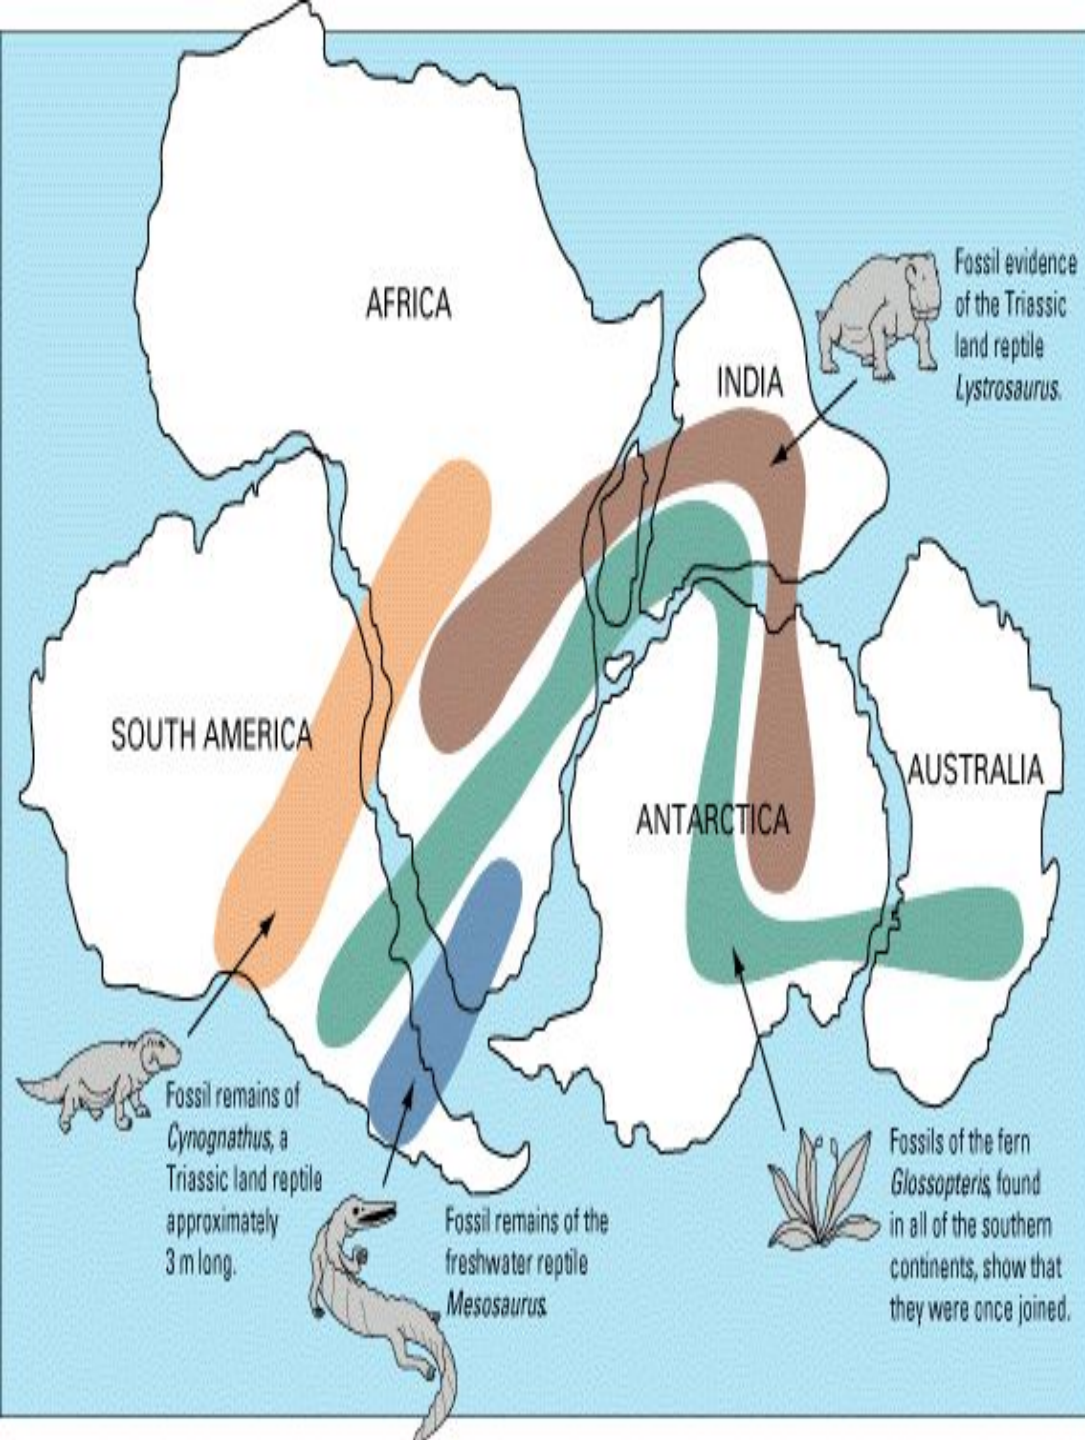 AFRICA
INDIA
Fossil evidence
of the Triassic
land reptile
Lystrosaurus.
SOUTH AMERICA
AUSTRALIA
ANTARCTICA
Fossil remains of
Cynognathus, a
Triassic land reptile
approximately
3 m long.
Fossil remains of the
freshwater reptile
Mesosaurus.
Fossils of the fern
Glossopteris, found
in all of the southern
continents, show that
they were once joined.